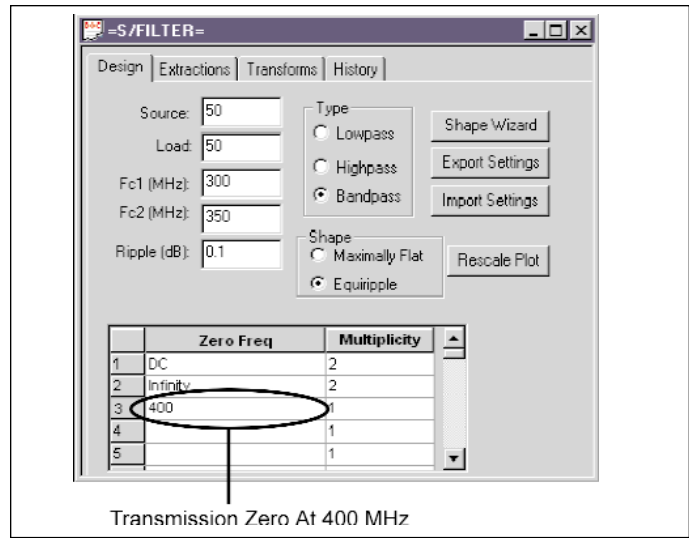 =S/FILTER=
Design Extractions Transforms History
Source: 50
Load: 50
Fc1 (MHz): 300
Fc2 (MHz): 350
Ripple (dB): 0.1
Type
Lowpass
Highpass
Bandpass
Shape
Maximally Flat
Equiripple
Shape Wizard
Export Settings
Import Settings
Rescale Plot
Zero Freq Multiplicity
1 DC 2
2 Infinity 2
3 400 1
4 1
5 1
Transmission Zero At 400 MHz